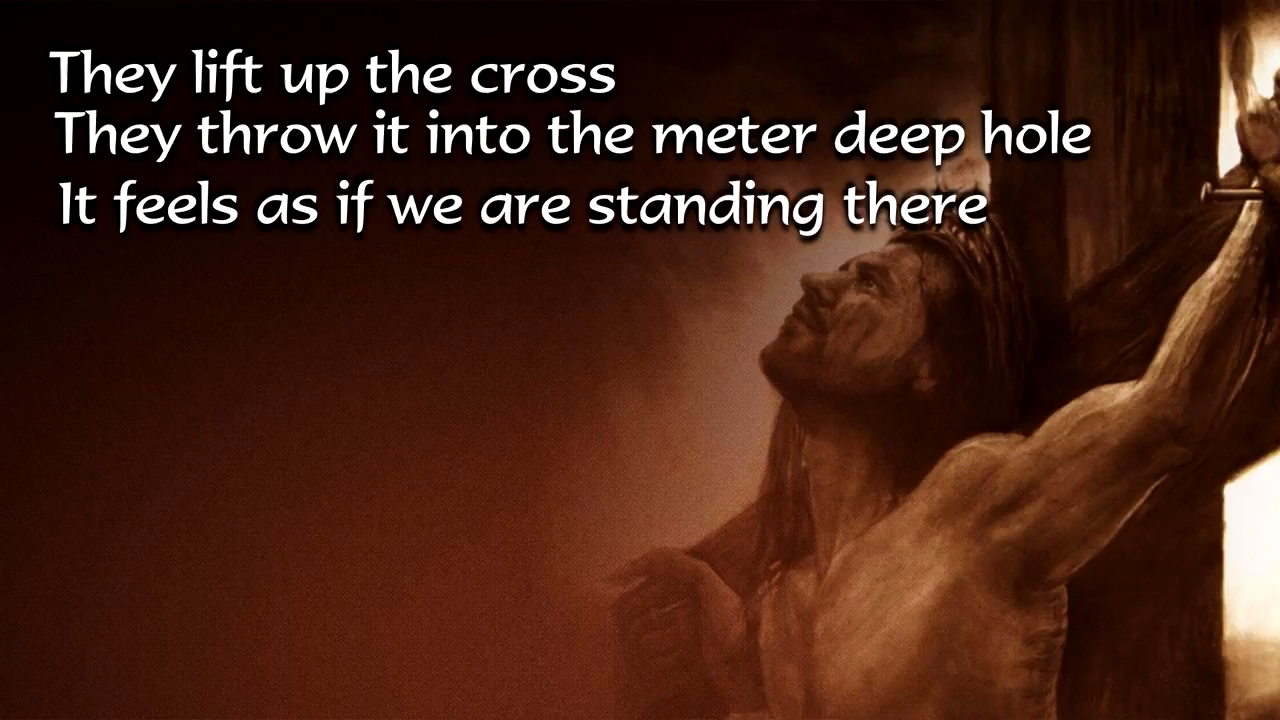 They lift up the cross
They throw it into the meter deep hole
It feels as if we are standing there